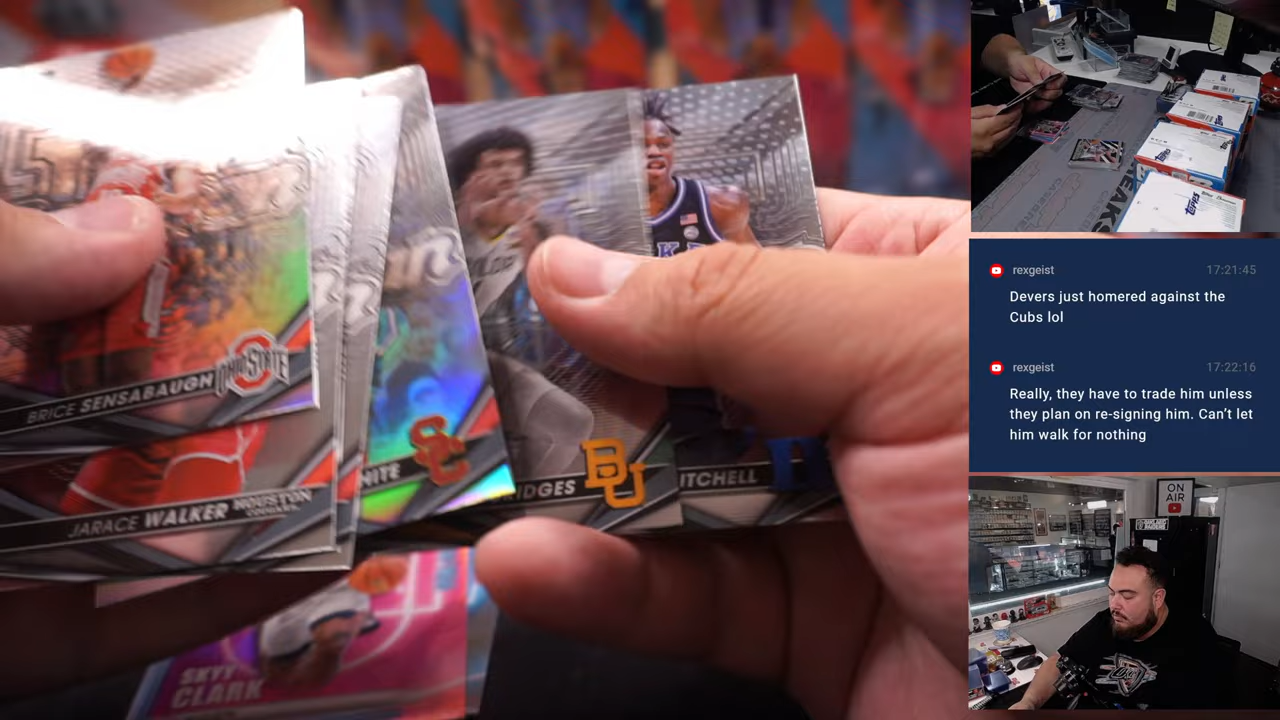 BRICE SENSABAUGH
OHIO STATE
JARACE WALKER
HOUSTON
COUGARS
NITE
SC
IDGES
BU
ITCHELL
SKYY
CLARK
topps
rexgeist 17:21:45
Devers just homered against the
Cubs lol
rexgeist 17:22:16
Really, they have to trade him unless
they plan on re-signing him. Can't let
him walk for nothing
ON
AIR